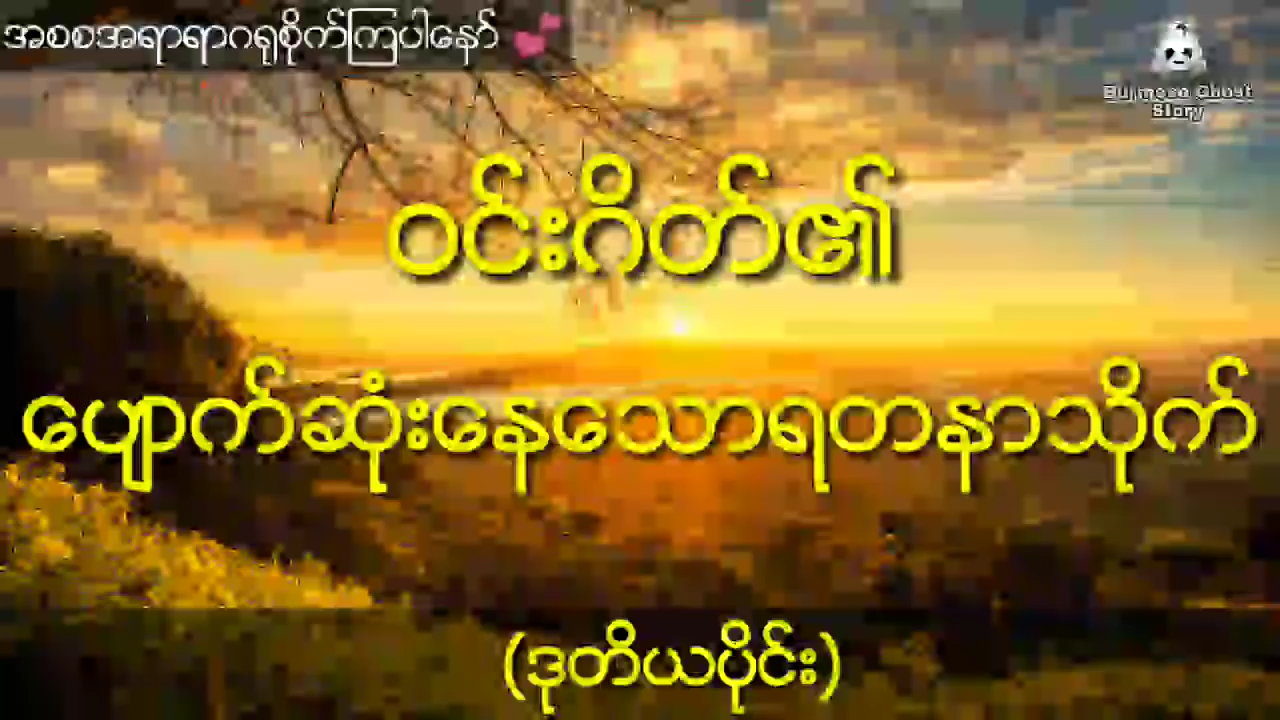 အစစအရာရာဂရုစိုက်ကြပါနော် 💕
Burmese Ghost
Story
ဝင်းဂိတ်၏
ပျောက်ဆုံးနေသောရတနာသိုက်
(ဒုတိယပိုင်း)